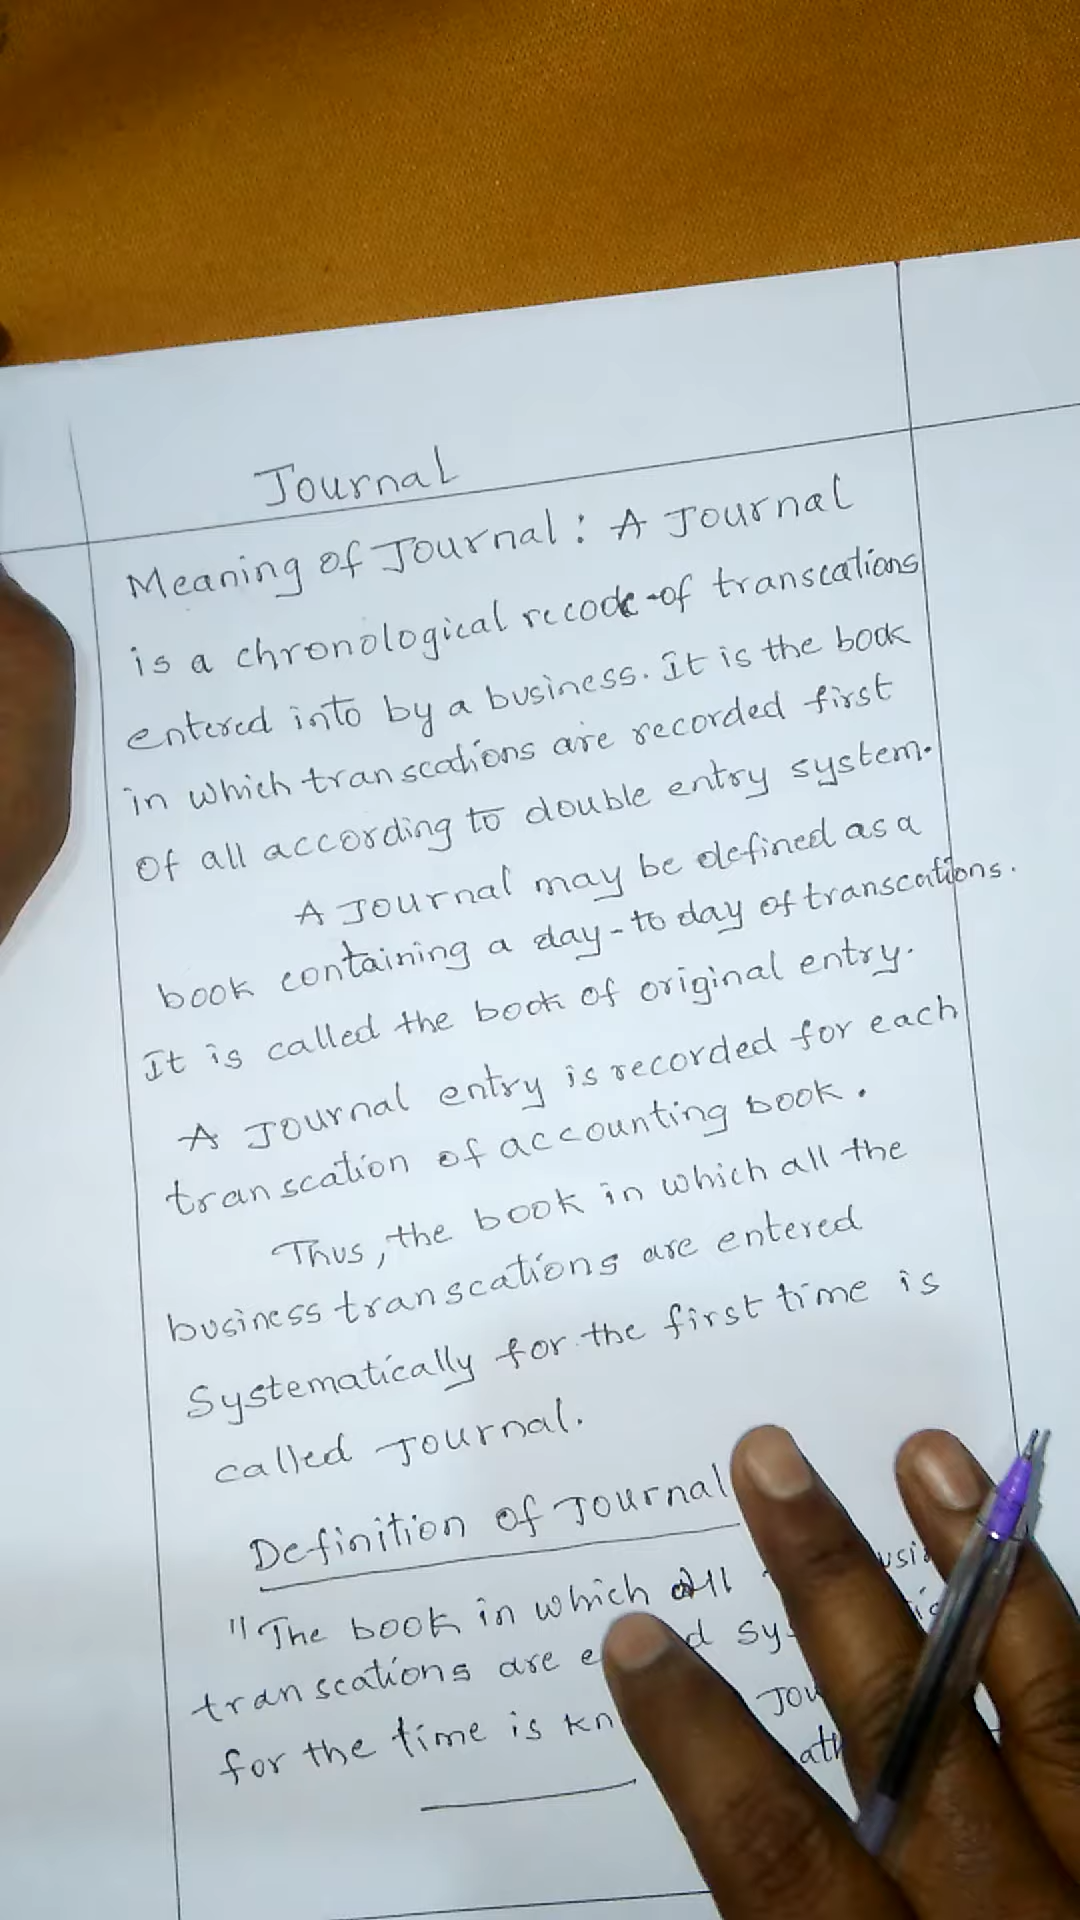 Journal
Meaning of Journal: A Journal
is a chronological recode of transcations
entered into by a business. It is the book
in which transcations are recorded first
of all according to double entry system.
A Journal may be defined as a
book containing a day-to day of transcations.
It is called the book of original entry.
A Journal entry is recorded for each
transcation of accounting book.
Thus, the book in which all the
business transcations are entered
Systematically for the first time is
called Journal.
Definition of Journal
"The book in which all
transcations are
for the time is